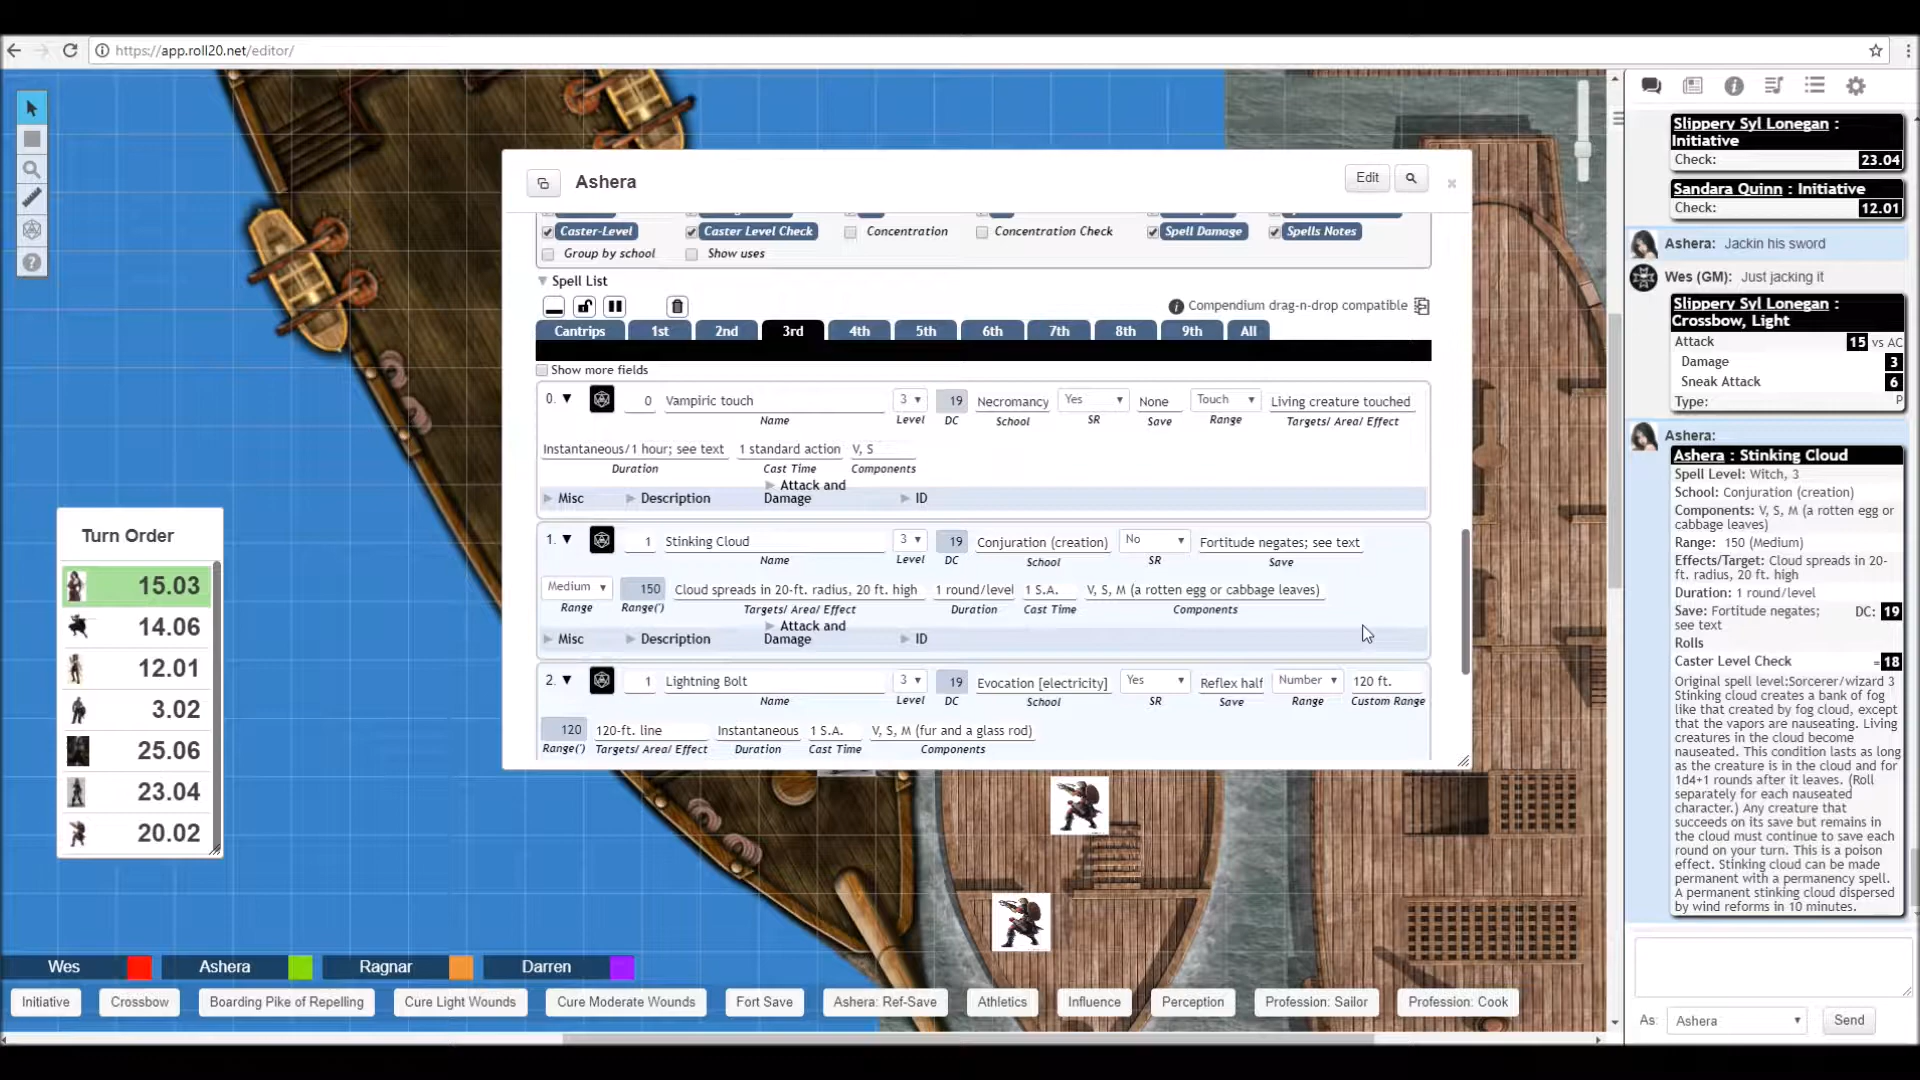 https://app.roll20.net/editor/
Ashera
Edit
Caster-Level
Caster Level Check
Concentration
Concentration Check
Spell Damage
Spells Notes
Group by school
Show uses
Spell List
Compendium drag-n-drop compatible
Cantrips 1st 2nd 3rd 4th 5th 6th 7th 8th 9th All
Show more fields
0. 0 Vampiric touch 3 19 Necromancy Yes None Touch Living creature touched
Name Level DC School SR Save Range Targets/ Area/ Effect
Instantaneous/1 hour; see text 1 standard action V, S
Duration Cast Time Components
Misc Description Attack and Damage ID
1. 1 Stinking Cloud 3 19 Conjuration (creation) No Fortitude negates; see text
Name Level DC School SR Save
Medium 150 Cloud spreads in 20-ft. radius, 20 ft. high 1 round/level 1 S.A. V, S, M (a rotten egg or cabbage leaves)
Range Range(') Targets/ Area/ Effect Duration Cast Time Components
Misc Description Attack and Damage ID
2. 1 Lightning Bolt 3 19 Evocation [electricity] Yes Reflex half Number 120 ft.
Name Level DC School SR Save Range Custom Range
120 120-ft. line Instantaneous 1 S.A. V, S, M (fur and a glass rod)
Range(') Targets/ Area/ Effect Duration Cast Time Components
Turn Order
15.03
14.06
12.01
3.02
25.06
23.04
20.02
Wes Ashera Ragnar Darren
Initiative Crossbow Boarding Pike of Repelling Cure Light Wounds Cure Moderate Wounds Fort Save Ashera: Ref-Save Athletics Influence Perception Profession: Sailor Profession: Cook
Slippery Syl Lonegan :
Initiative
Check: 23.04
Sandara Quinn : Initiative
Check: 12.01
Ashera: Jackin his sword
Wes (GM): Just jacking it
Slippery Syl Lonegan :
Crossbow, Light
Attack 15 vs AC
Damage 3
Sneak Attack 6
Type: P
Ashera:
Ashera : Stinking Cloud
Spell Level: Witch, 3
School: Conjuration (creation)
Components: V, S, M (a rotten egg or
cabbage leaves)
Range: 150 (Medium)
Effects/Target: Cloud spreads in 20-
ft. radius, 20 ft. high
Duration: 1 round/level
Save: Fortitude negates; DC: 19
see text
Rolls
Caster Level Check =18
Original spell level:Sorcerer/wizard 3
Stinking cloud creates a bank of fog
like that created by fog cloud, except
that the vapors are nauseating. Living
creatures in the cloud become
nauseated. This condition lasts as long
as the creature is in the cloud and for
1d4+1 rounds after it leaves. (Roll
separately for each nauseated
character.) Any creature that
succeeds on its save but remains in
the cloud must continue to save each
round on your turn. This is a poison
effect. Stinking cloud can be made
permanent with a permanency spell.
A permanent stinking cloud dispersed
by wind reforms in 10 minutes.
As: Ashera Send